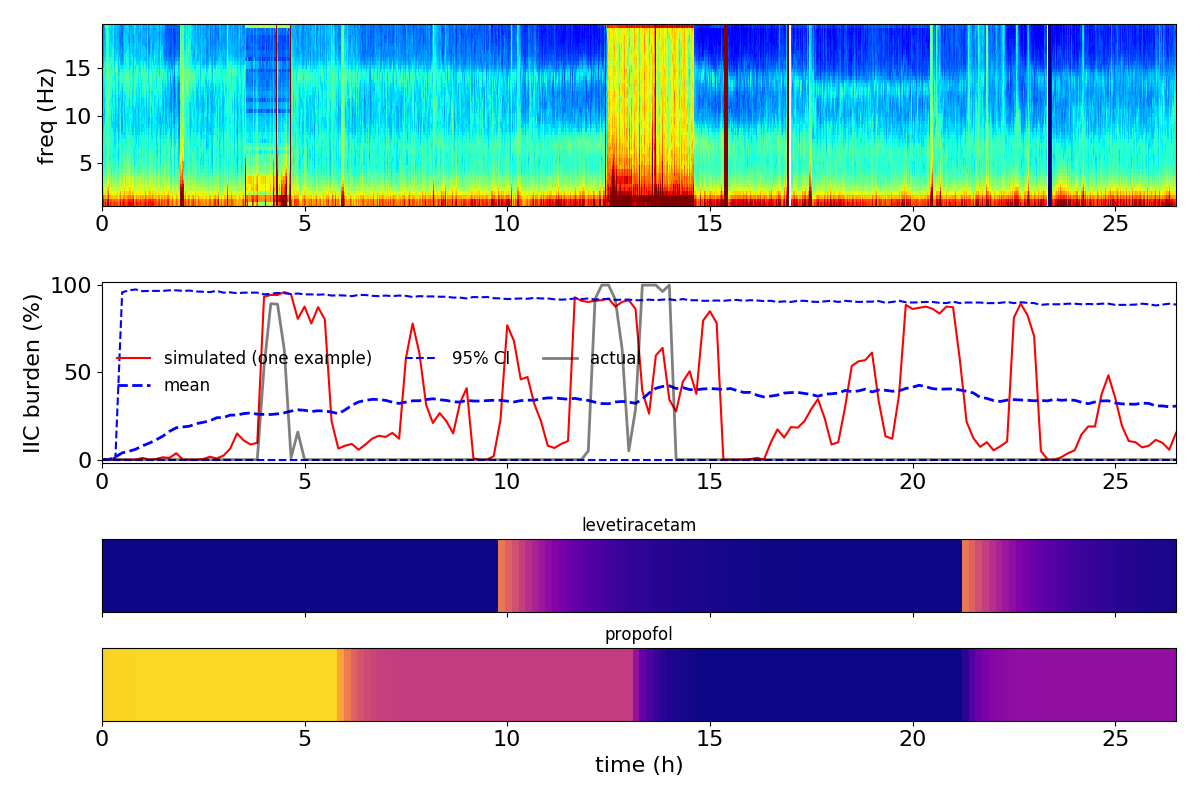 freq (Hz)
15
10
5
0 5 10 15 20 25
IIC burden (%)
100
50
0
simulated (one example) 95% CI actual
mean
0 5 10 15 20 25
levetiracetam
propofol
0 5 10 15 20 25
time (h)